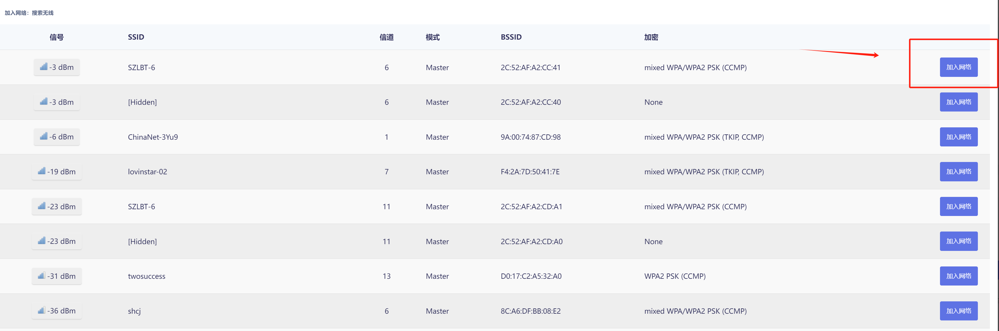 加入网络：搜索无线
信号 SSID 信道 模式 BSSID 加密
-3 dBm SZLBT-6 6 Master 2C:52:AF:A2:CC:41 mixed WPA/WPA2 PSK (CCMP) 加入网络
-3 dBm [Hidden] 6 Master 2C:52:AF:A2:CC:40 None 加入网络
-6 dBm ChinaNet-3Yu9 1 Master 9A:00:74:87:CD:98 mixed WPA/WPA2 PSK (TKIP, CCMP) 加入网络
-19 dBm lovinstar-02 7 Master F4:2A:7D:50:41:7E mixed WPA/WPA2 PSK (TKIP, CCMP) 加入网络
-23 dBm SZLBT-6 11 Master 2C:52:AF:A2:CD:A1 mixed WPA/WPA2 PSK (CCMP) 加入网络
-23 dBm [Hidden] 11 Master 2C:52:AF:A2:CD:A0 None 加入网络
-31 dBm twosuccess 13 Master D0:17:C2:A5:32:A0 WPA2 PSK (CCMP) 加入网络
-36 dBm shcj 6 Master 8C:A6:DF:BB:08:E2 mixed WPA/WPA2 PSK (CCMP) 加入网络